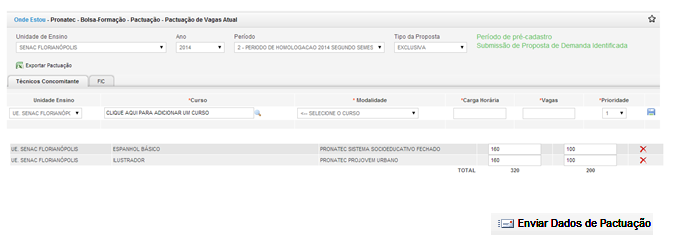 Onde Estou - Pronatec - Bolsa-Formação - Pactuação - Pactuação de Vagas Atual
Unidade de Ensino Ano Período Tipo da Proposta
SENAC FLORIANÓPOLIS 2014 2 - PERIODO DE HOMOLOGACAO 2014 SEGUNDO SEMES EXCLUSIVA
Período de pré-cadastro
Submissão de Proposta de Demanda Identificada
Exportar Pactuação
Técnicos Concomitante FIC
Unidade Ensino *Curso *Modalidade *Carga Horária *Vagas *Prioridade
UE. SENAC FLORIANÓPI CLIQUE AQUI PARA ADICIONAR UM CURSO <-- SELECIONE O CURSO 1
UE. SENAC FLORIANÓPOLIS ESPANHOL BÁSICO PRONATEC SISTEMA SOCIOEDUCATIVO FECHADO 160 100
UE. SENAC FLORIANÓPOLIS ILUSTRADOR PRONATEC PROJOVEM URBANO 160 100
TOTAL 320 200
Enviar Dados de Pactuação